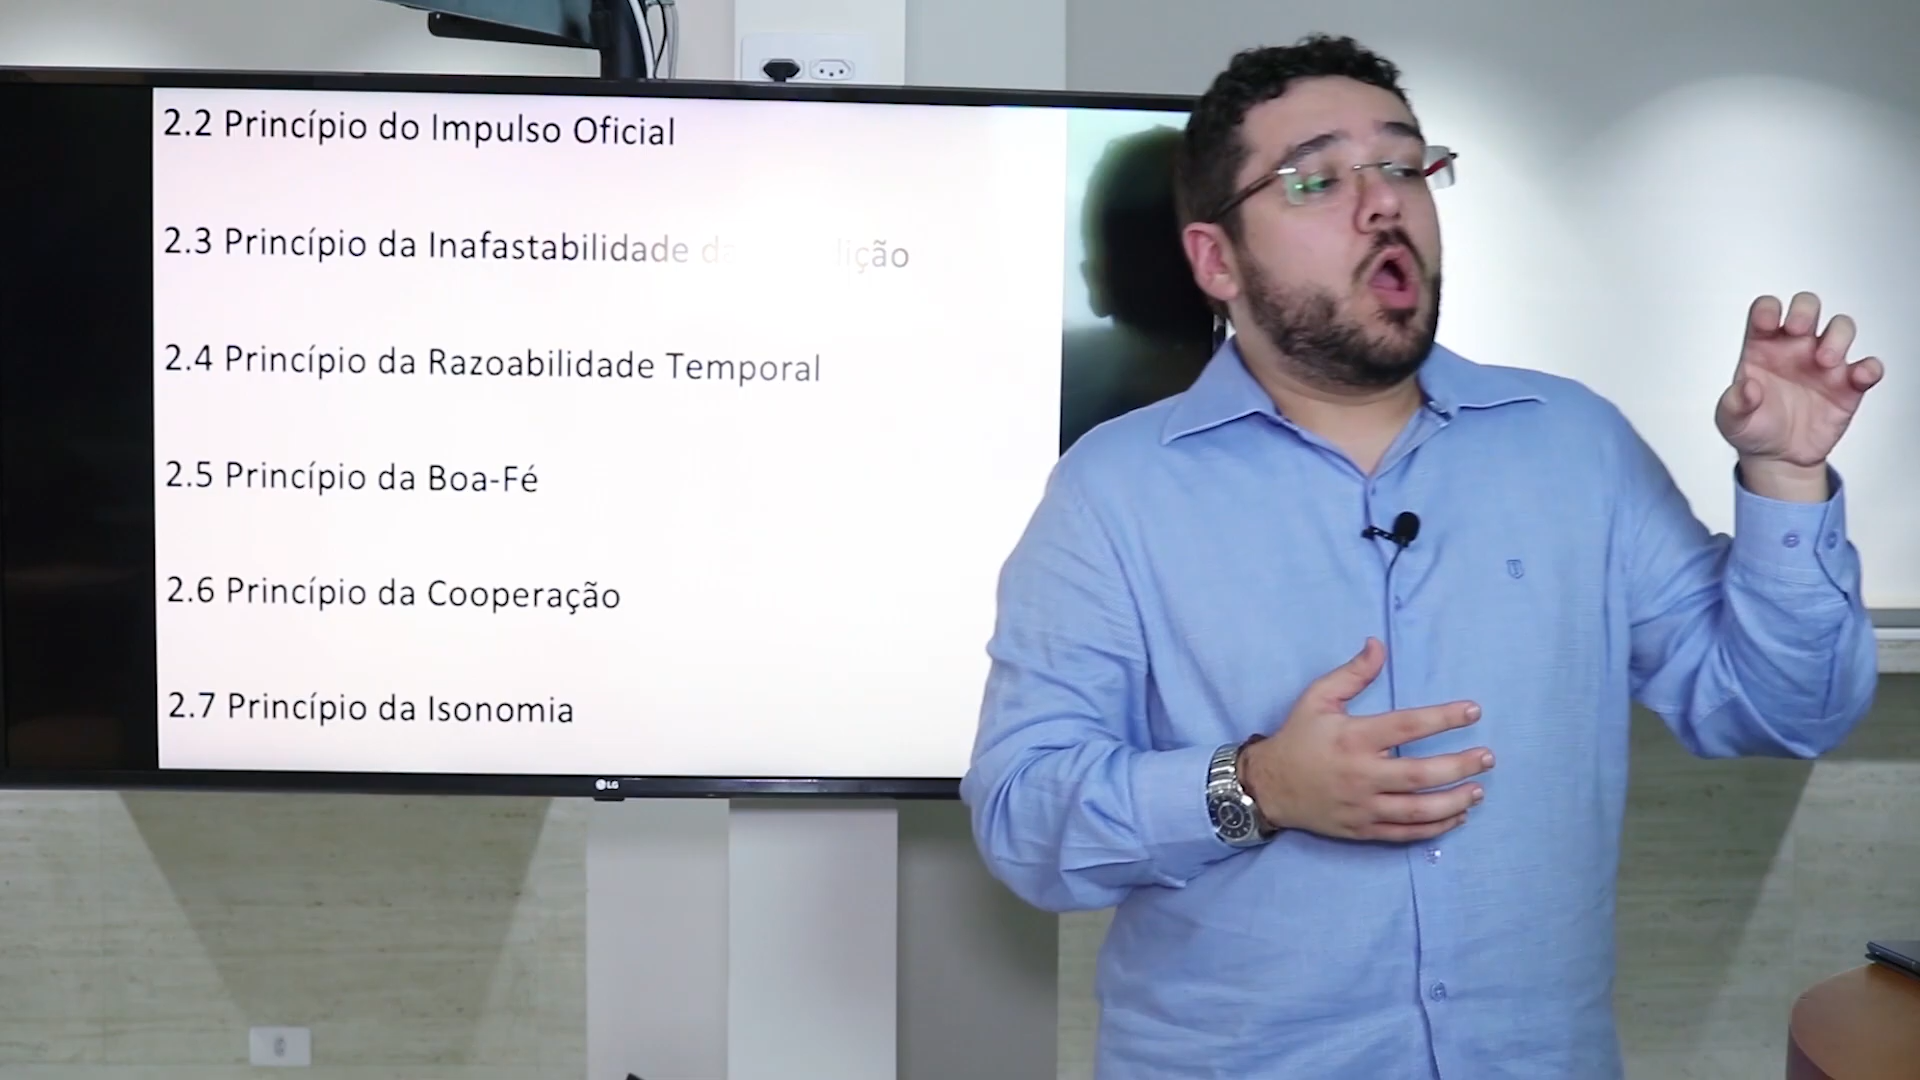 2.2 Princípio do Impulso Oficial
2.3 Princípio da Inafastabilidade
2.4 Princípio da Razoabilidade Temporal
2.5 Princípio da Boa-Fé
2.6 Princípio da Cooperação
2.7 Princípio da Isonomia
LG